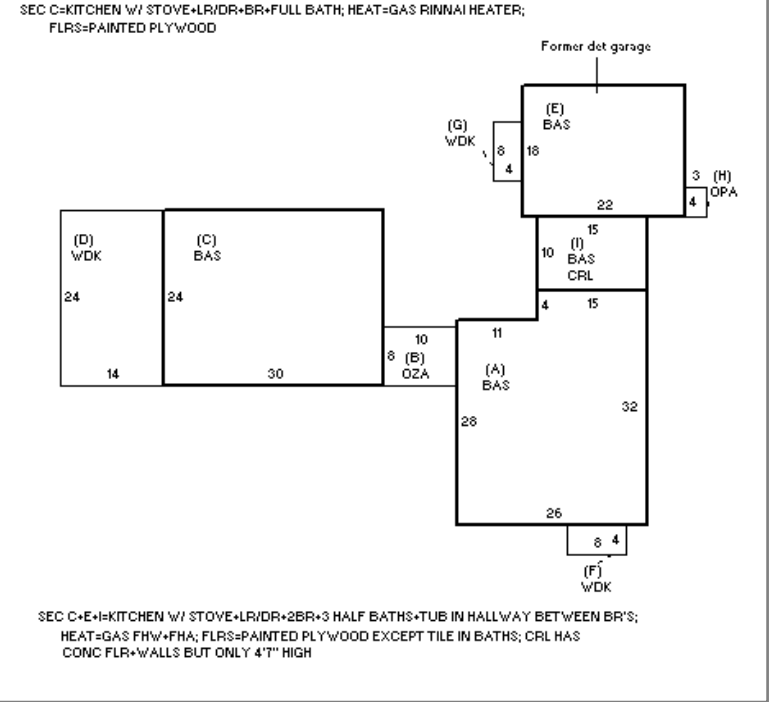 SEC C=KITCHEN W/ STOVE+LR/DR+BR+FULL BATH; HEAT=GAS RINNAI HEATER;
FLRS=PAINTED PLYWOOD
Former det garage
(E)
BAS
(G)
WDK
8
18
4
3 (H)
OPA
4
22
15
(I)
10
BAS
CRL
(D)
WDK
(C)
BAS
24
24
4
15
11
10
8 (B)
OZA
14
30
(A)
BAS
32
28
26
8 4
(F)
WDK
SEC C+E+I=KITCHEN W/ STOVE+LR/DR+2BR+3 HALF BATHS+TUB IN HALLWAY BETWEEN BR'S;
HEAT=GAS FHW+FHA; FLRS=PAINTED PLYWOOD EXCEPT TILE IN BATHS; CRL HAS
CONC FLR+WALLS BUT ONLY 4'7" HIGH